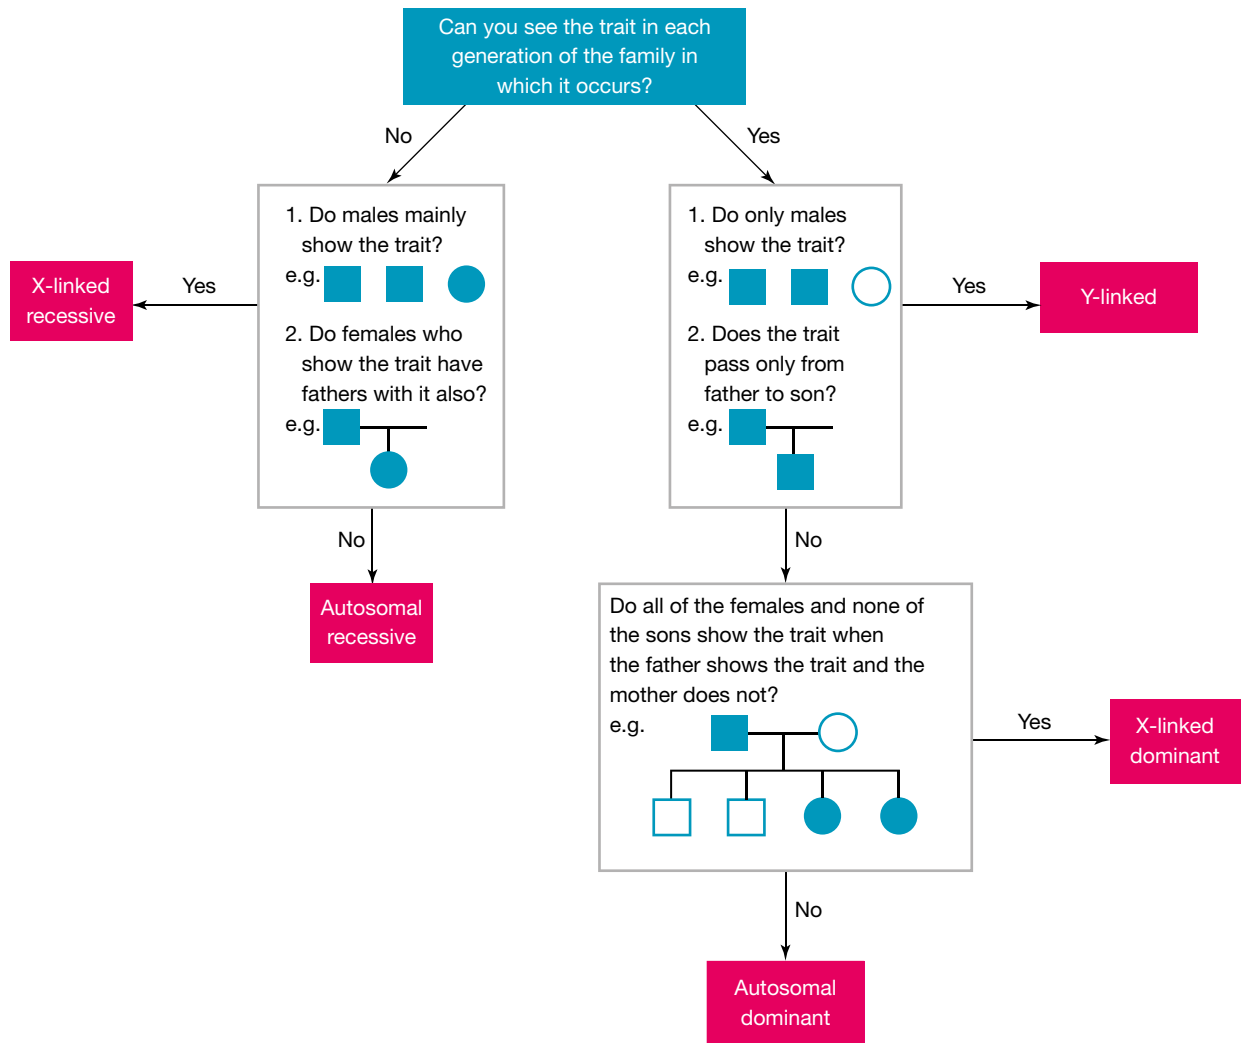 Can you see the trait in each
generation of the family in
which it occurs?
No
Yes
1. Do males mainly
show the trait?
e.g.
2. Do females who
show the trait have
fathers with it also?
e.g.
Yes
X-linked
recessive
No
Autosomal
recessive
1. Do only males
show the trait?
e.g.
2. Does the trait
pass only from
father to son?
e.g.
Yes
Y-linked
No
Do all of the females and none of
the sons show the trait when
the father shows the trait and the
mother does not?
e.g.
Yes
X-linked
dominant
No
Autosomal
dominant